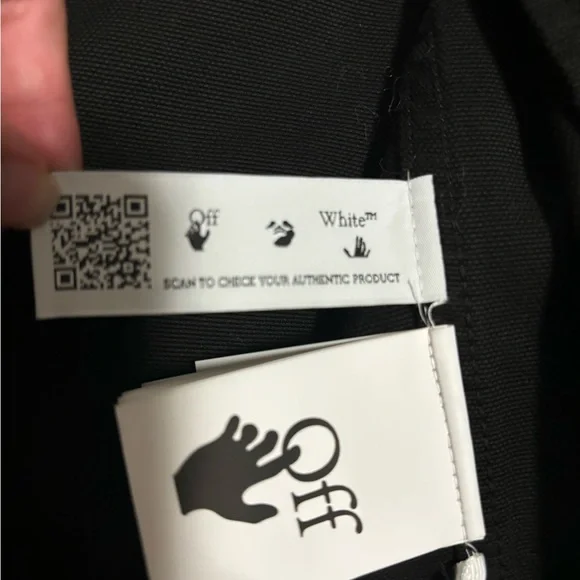 Off White™
SCAN TO CHECK YOUR AUTHENTIC PRODUCT
Off